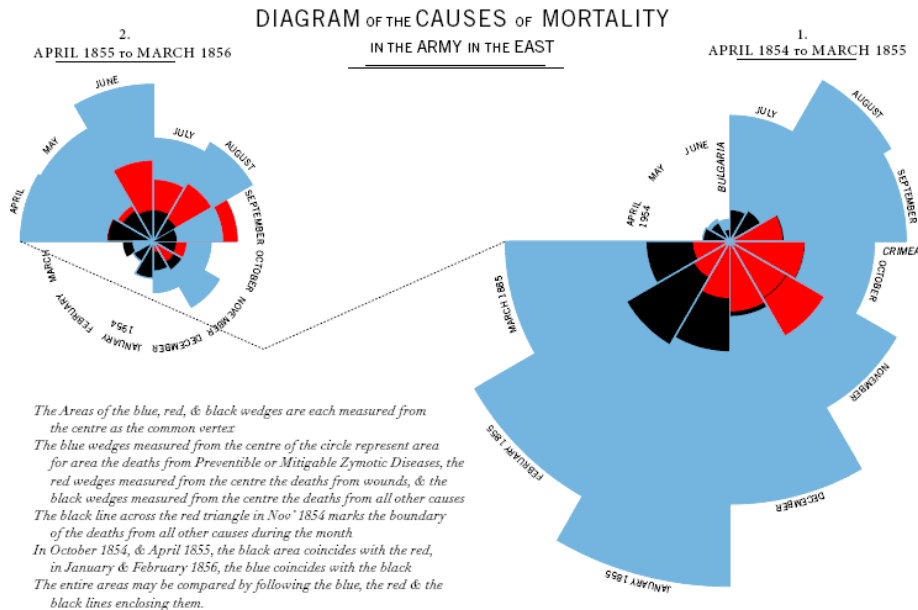 DIAGRAM OF THE CAUSES OF MORTALITY
IN THE ARMY IN THE EAST
2.
APRIL 1855 TO MARCH 1856
1.
APRIL 1854 TO MARCH 1855
APRIL
MAY
JUNE
JULY
AUGUST
SEPTEMBER
OCTOBER
NOVEMBER
DECEMBER
JANUARY
1954
FEBRUARY
MARCH
APRIL
1954
MAY
JUNE
BULGARIA
JULY
AUGUST
SEPTEMBER
CRIMEA
OCTOBER
NOVEMBER
DECEMBER
JANUARY 1855
FEBRUARY 1855
MARCH 1885
The Areas of the blue, red, & black wedges are each measured from
the centre as the common vertex
The blue wedges measured from the centre of the circle represent area
for area the deaths from Preventible or Mitigable Zymotic Diseases, the
red wedges measured from the centre the deaths from wounds, & the
black wedges measured from the centre the deaths from all other causes
The black line across the red triangle in Nov' 1854 marks the boundary
of the deaths from all other causes during the month
In October 1854, & April 1855, the black area coincides with the red,
in January & February 1856, the blue coincides with the black
The entire areas may be compared by following the blue, the red & the
black lines enclosing them.